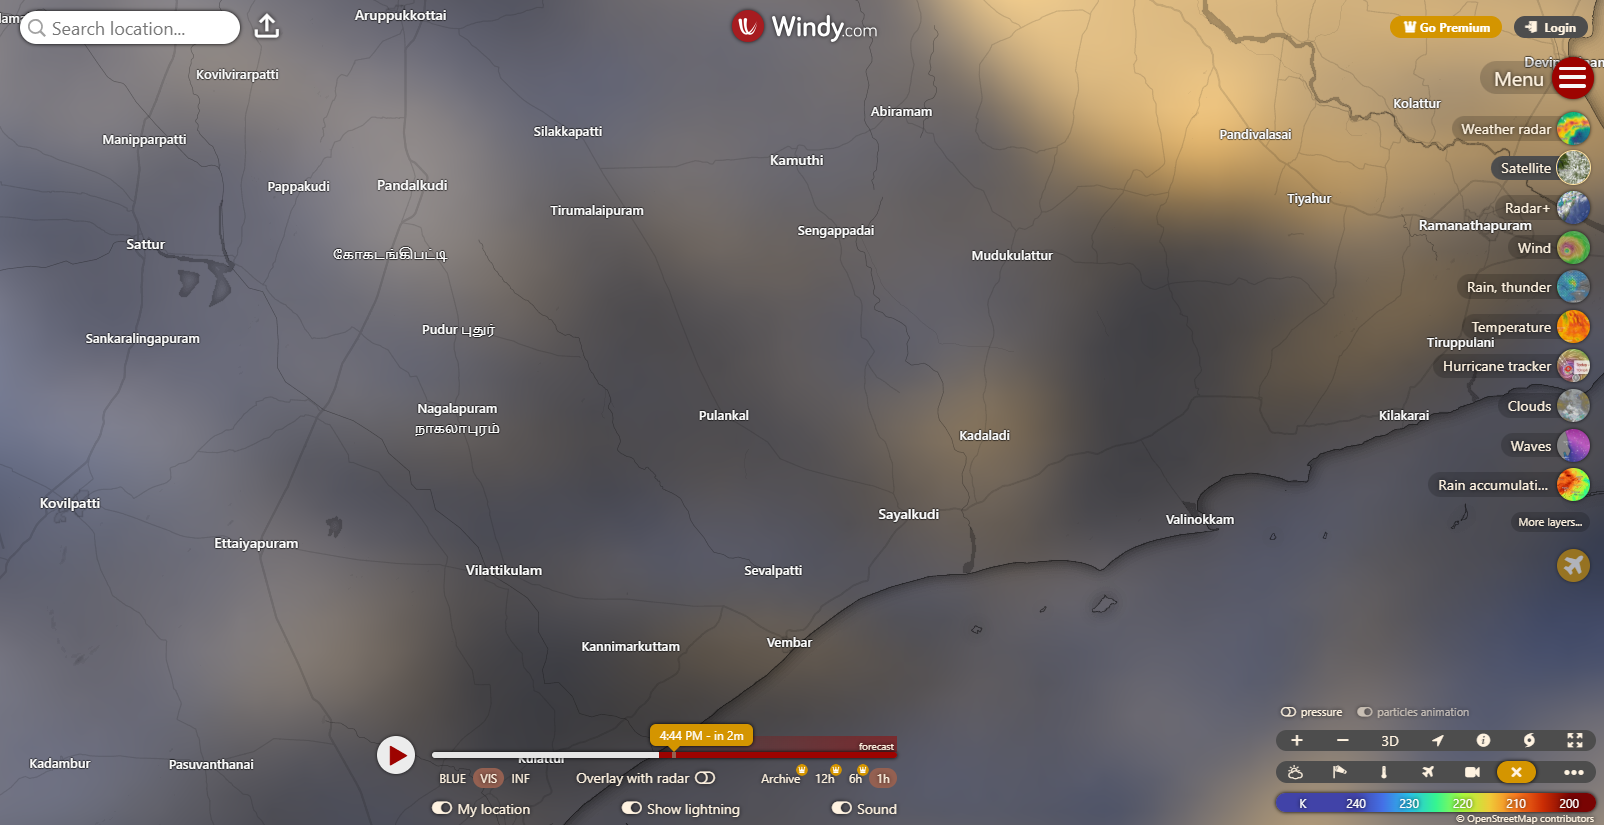 Aruppukkottai
Search location...
Windy.com
Go Premium
Login
Kovilvirarpatti
Menu
Abiramam
Kolattur
Manipparpatti
Silakkapatti
Pandivalasai
Weather radar
Kamuthi
Satellite
Pappakudi
Pandalkudi
Tiyahur
Tirumalaipuram
Radar+
Sengappadai
Ramanathapuram
Sattur
கோகடங்கிபட்டி
Mudukulattur
Wind
Rain, thunder
Pudur புதூர்
Temperature
Sankaralingapuram
Tiruppulani
Hurricane tracker
Nagalapuram
நாகலாபுரம்
Pulankal
Kilakarai
Clouds
Kadaladi
Waves
Rain accumulati...
Kovilpatti
Sayalkudi
Valinokkam
More layers...
Ettaiyapuram
Vilattikulam
Sevalpatti
Kannimarkuttam
Vembar
pressure
particles animation
4:44 PM - in 2m
forecast
3D
Kadambur
Pasuvanthanai
Kulattur
BLUE VIS INF
Overlay with radar
Archive 12h 6h 1h
My location
Show lightning
Sound
K 240 230 220 210 200
© OpenStreetMap contributors